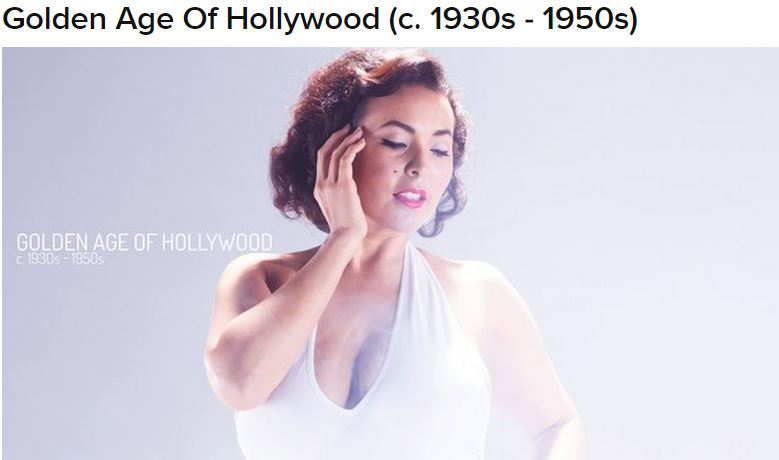 Golden Age Of Hollywood (c. 1930s - 1950s)
GOLDEN AGE OF HOLLYWOOD
c. 1930s - 1950s